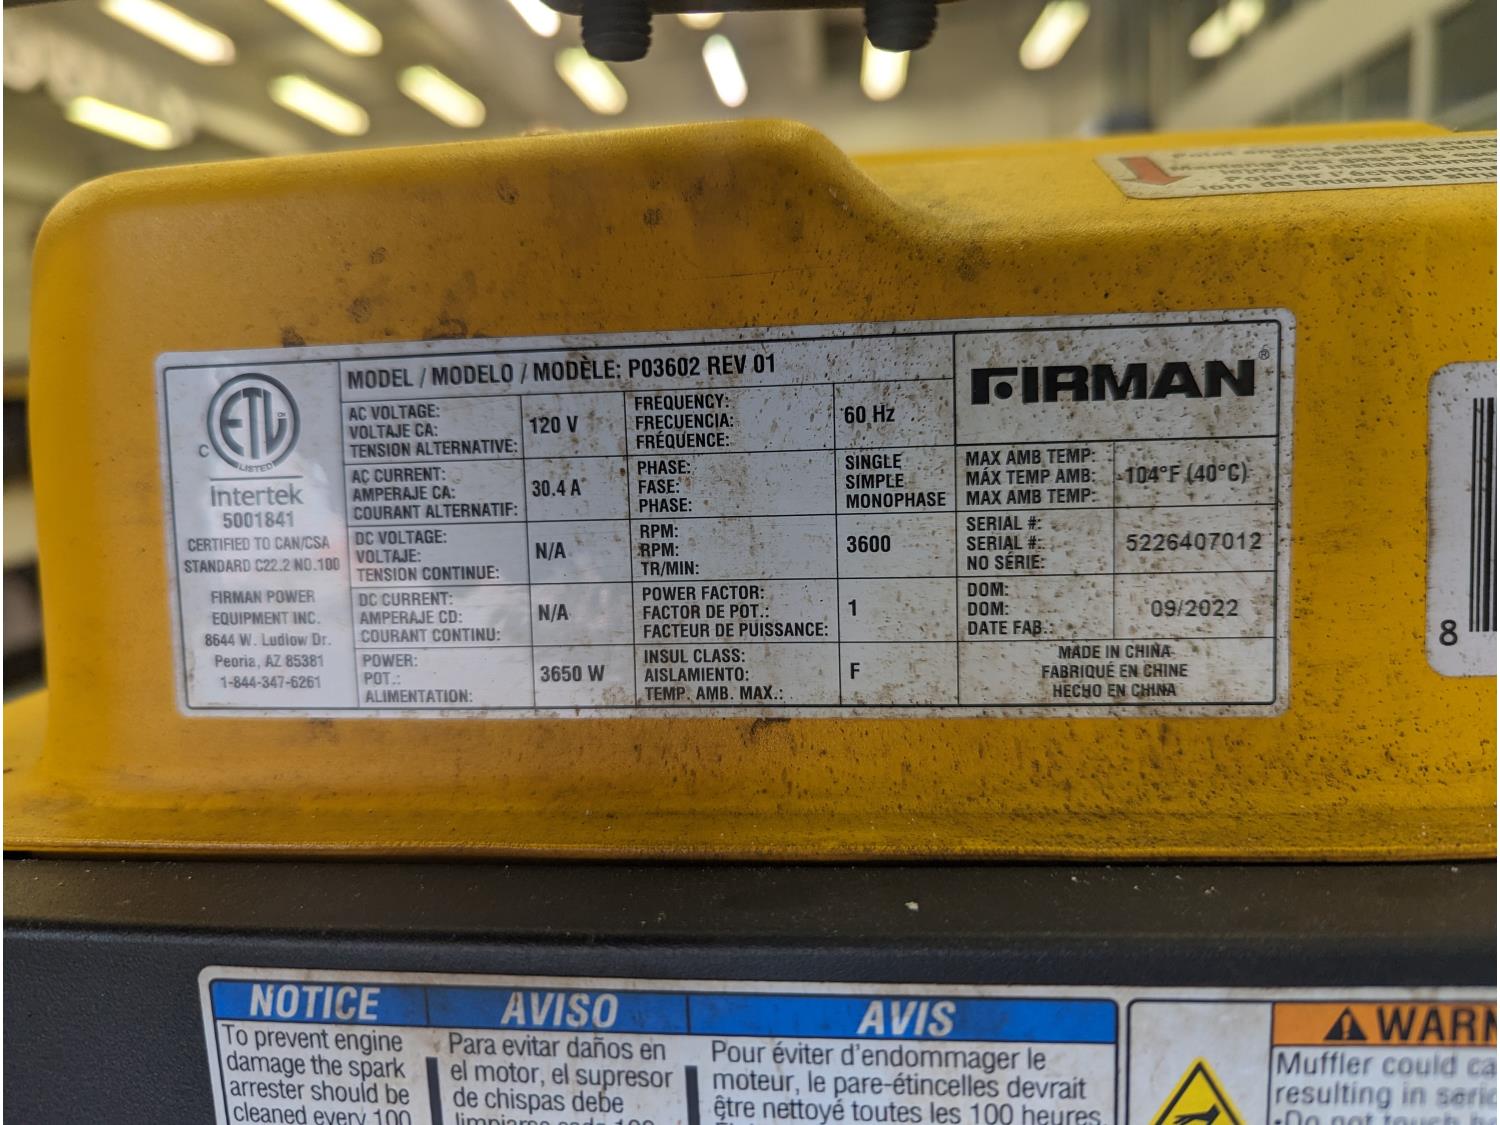 ETL
C
LISTED
Intertek
5001841
CERTIFIED TO CAN/CSA
STANDARD C22.2 NO.100
FIRMAN POWER
EQUIPMENT INC.
8644 W. Ludlow Dr.
Peoria, AZ 85381
1-844-347-6261
MODEL / MODELO / MODÈLE: P03602 REV 01
AC VOLTAGE:
VOLTAJE CA:
TENSION ALTERNATIVE:
120 V
FREQUENCY:
FRECUENCIA:
FRÉQUENCE:
60 Hz
AC CURRENT:
AMPERAJE CA:
COURANT ALTERNATIF:
30.4 A
PHASE:
FASE:
PHASE:
SINGLE
SIMPLE
MONOPHASE
DC VOLTAGE:
VOLTAJE:
TENSION CONTINUE:
N/A
RPM:
RPM:
TR/MIN:
3600
DC CURRENT:
AMPERAJE CD:
COURANT CONTINU:
N/A
POWER FACTOR:
FACTOR DE POT.:
FACTEUR DE PUISSANCE:
1
POWER:
POT.:
ALIMENTATION:
3650 W
INSUL CLASS:
AISLAMIENTO:
TEMP. AMB. MAX.:
F
FIRMAN®
MAX AMB TEMP:
MÁX TEMP AMB:
MAX AMB TEMP:
104°F (40°C)
SERIAL #:
SERIAL #:
NO SÉRIE:
5226407012
DOM:
DOM:
DATE FAB.:
09/2022
MADE IN CHINA
FABRIQUÉ EN CHINE
HECHO EN CHINA
8
NOTICE
To prevent engine
damage the spark
arrester should be
cleaned every 100
AVISO
Para evitar daños en
el motor, el supresor
de chispas debe
AVIS
Pour éviter d'endommager le
moteur, le pare-étincelles devrait
être nettoyé toutes les 100 heures
WARN
Muffler could ca
resulting in seri